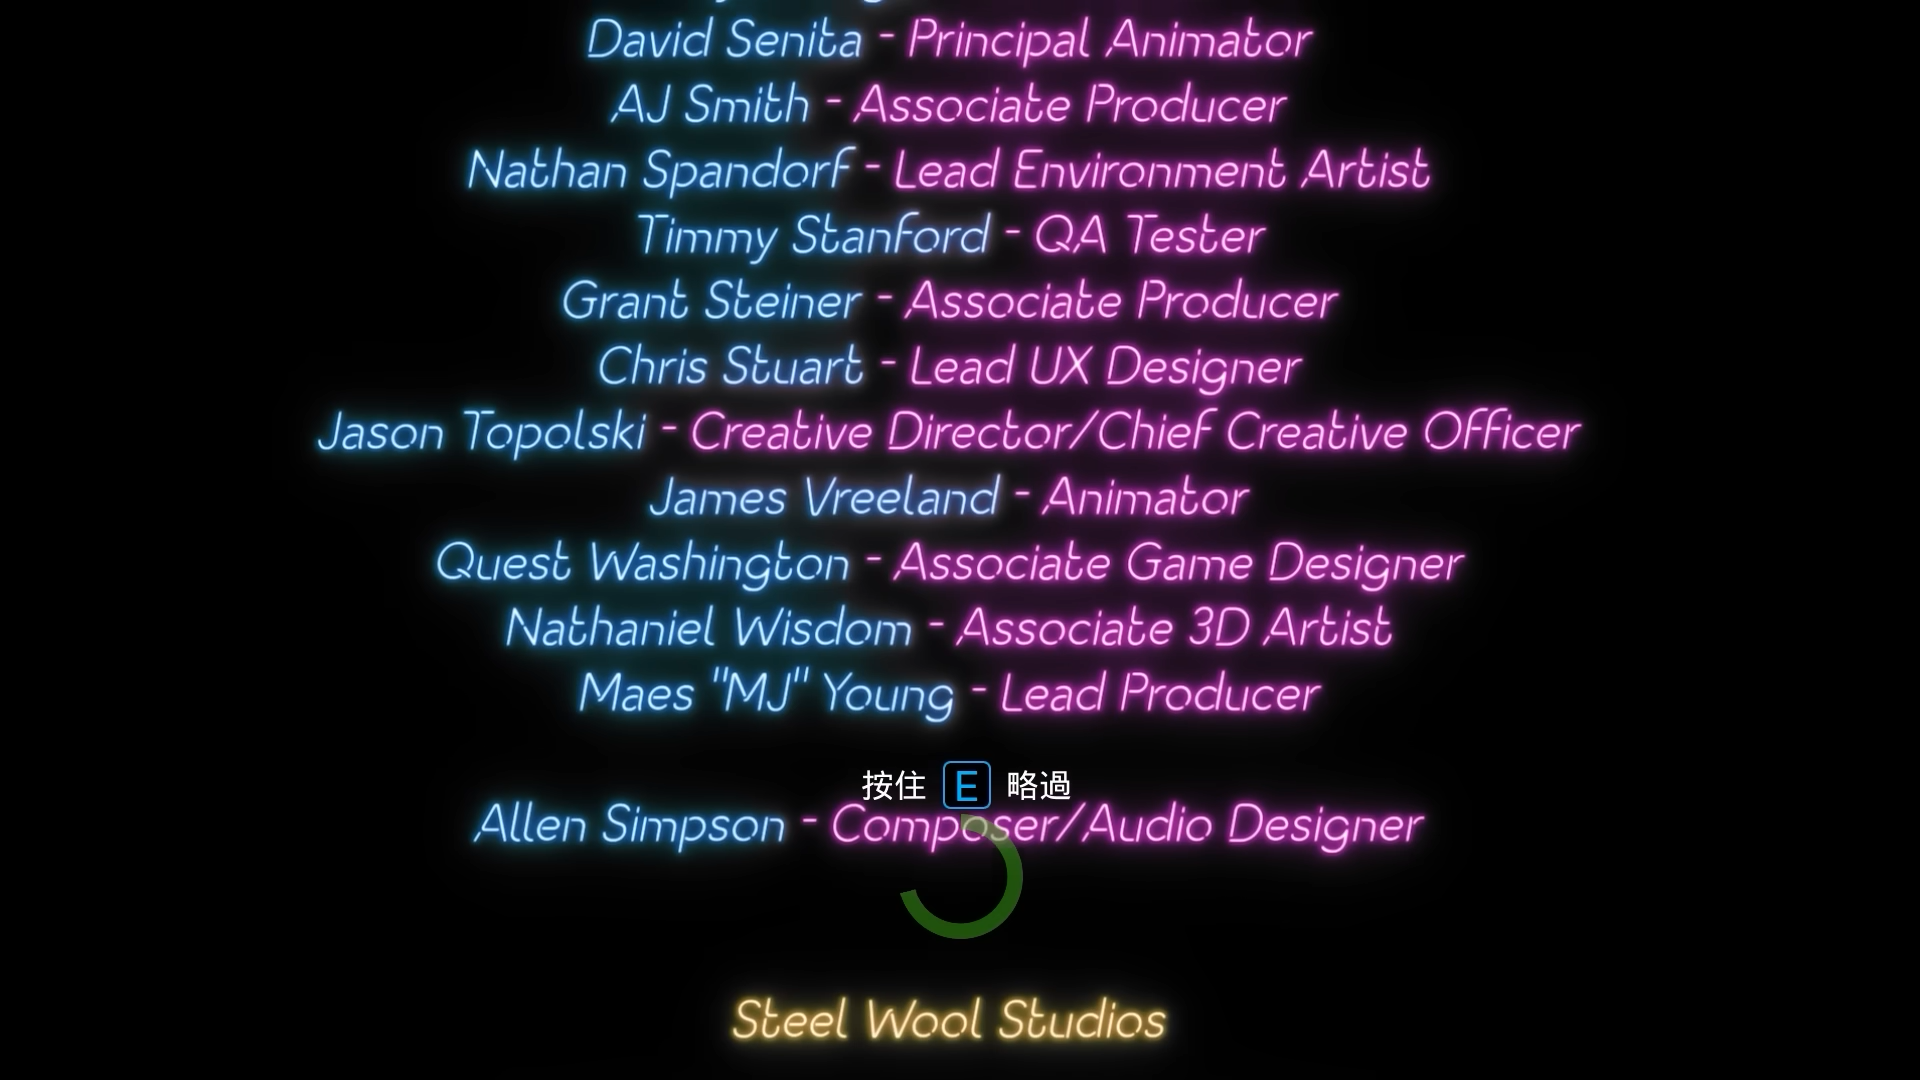 David Senita - Principal Animator
AJ Smith - Associate Producer
Nathan Spandorf - Lead Environment Artist
Timmy Stanford - QA Tester
Grant Steiner - Associate Producer
Chris Stuart - Lead UX Designer
Jason Topolski - Creative Director/Chief Creative Officer
James Vreeland - Animator
Quest Washington - Associate Game Designer
Nathaniel Wisdom - Associate 3D Artist
Maes "MJ" Young - Lead Producer
按住 E 略過
Allen Simpson - Composer/Audio Designer
Steel Wool Studios